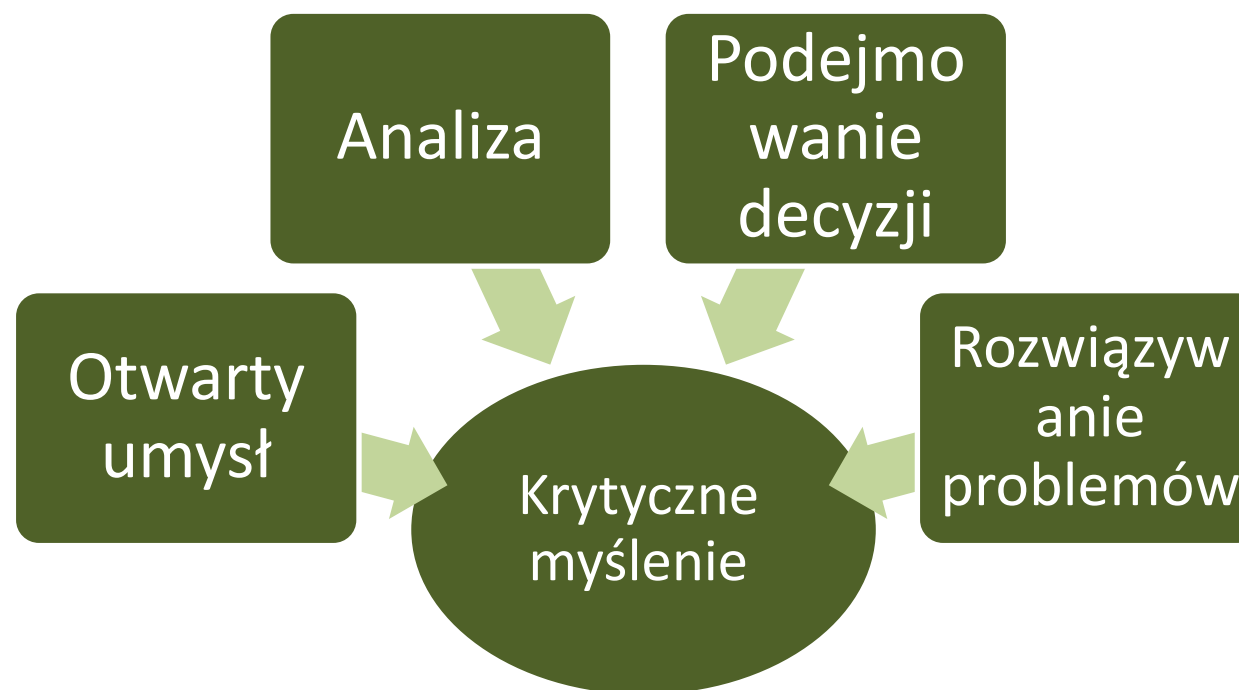 Analiza
Podejmo
wanie
decyzji
Otwarty
umysł
Rozwiązyw
anie
problemów
Krytyczne
myślenie